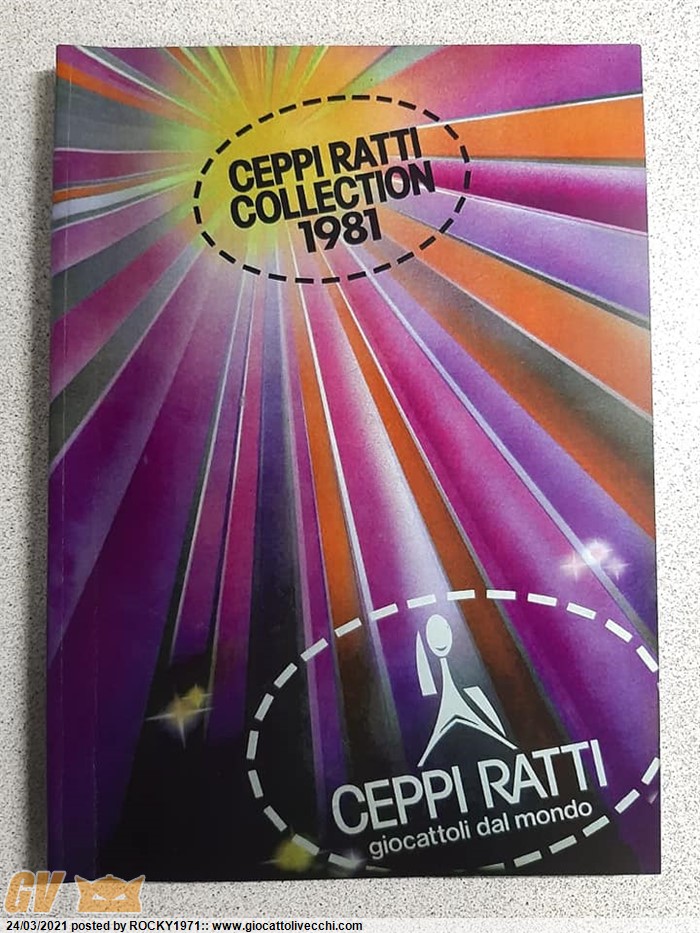 CEPPI RATTI
COLLECTION
1981
CEPPI RATTI
giocattoli dal mondo
GV
24/03/2021 posted by ROCKY1971:: www.giocattolivecchi.com